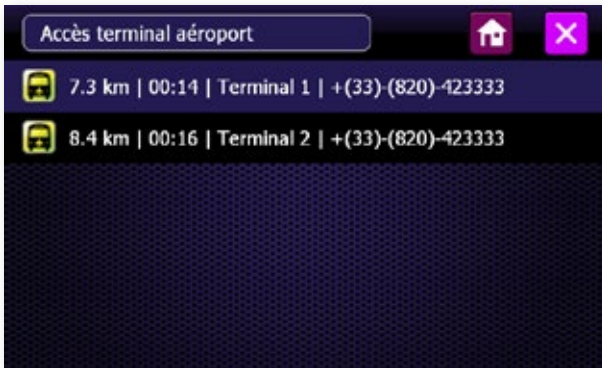 Accès terminal aéroport
7.3 km | 00:14 | Terminal 1 | +(33)-(820)-423333
8.4 km | 00:16 | Terminal 2 | +(33)-(820)-423333